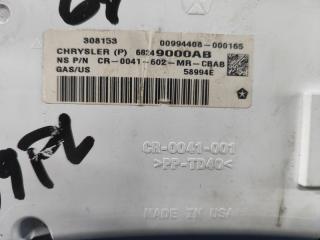 308153 00994408-000165
CHRYSLER (P) 68249000AB
NS P/N CR-0041-602-MR-CBAB
GAS/US 58994E
CR-0041-001
>PP-TD40<
MADE IN USA